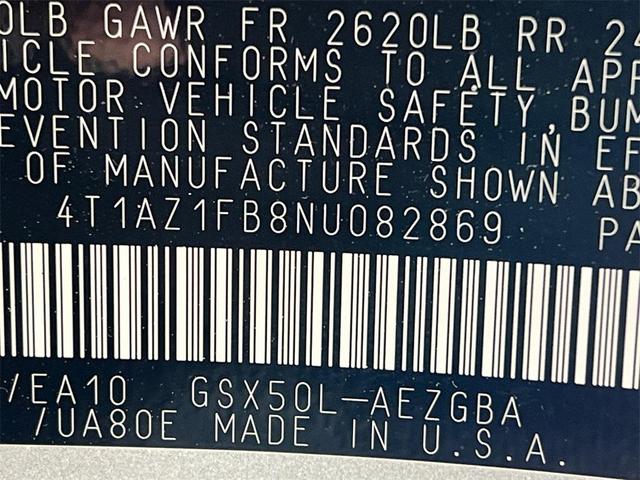 0LB GAWR FR 2620LB RR 24
ICLE CONFORMS TO ALL APP
MOTOR VEHICLE SAFETY, BUM
EVENTION STANDARDS IN EF
OF MANUFACTURE SHOWN AB
4T1AZ1FB8NU082869 PA
/EA10 GSX50L-AEZGBA
/UA80E MADE IN U.S.A.